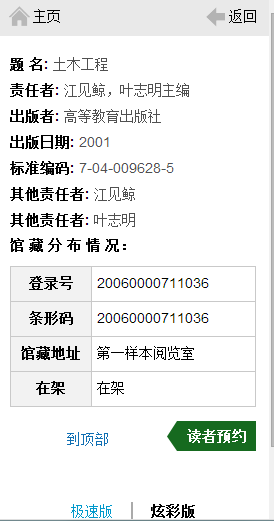 主页 返回
题 名: 土木工程
责任者: 江见鲸，叶志明主编
出版者: 高等教育出版社
出版日期: 2001
标准编码: 7-04-009628-5
其他责任者: 江见鲸
其他责任者: 叶志明
馆 藏 分 布 情 况：
登录号 20060000711036
条形码 20060000711036
馆藏地址 第一样本阅览室
在架 在架
到顶部 读者预约
极速版 | 炫彩版